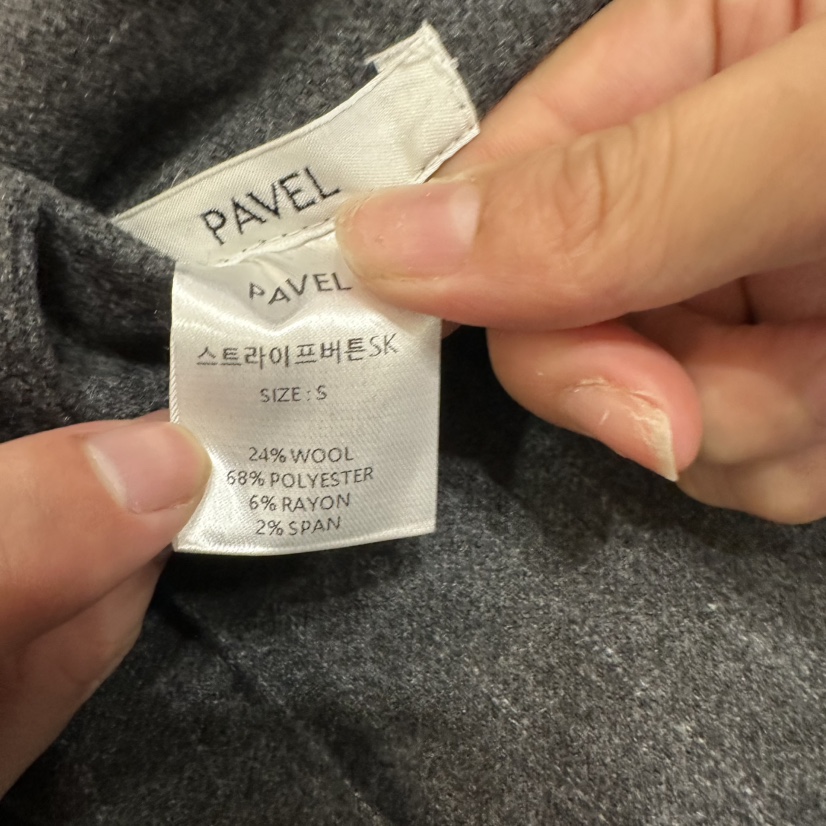 PAVEL
PAVEL
스트라이프버튼SK
SIZE : S
24% WOOL
68% POLYESTER
6% RAYON
2% SPAN